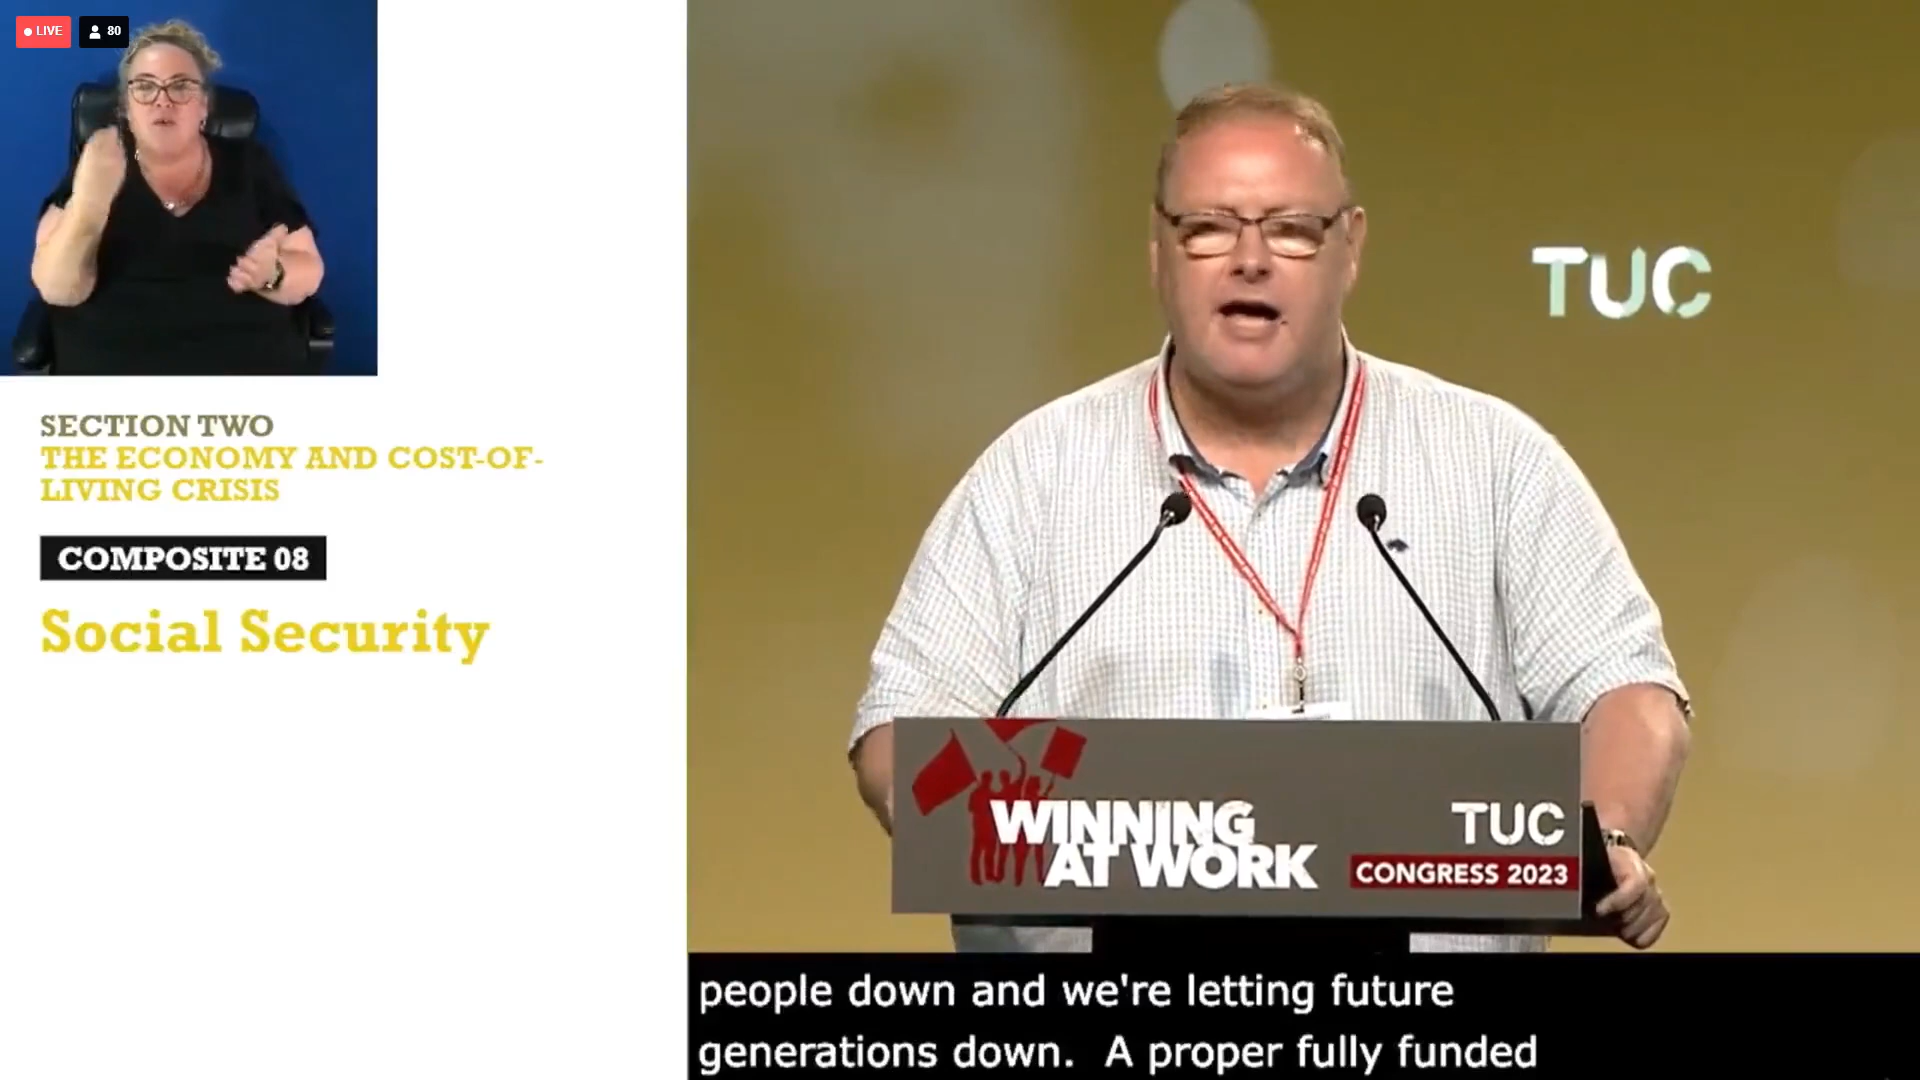 LIVE
80
SECTION TWO
THE ECONOMY AND COST-OF-
LIVING CRISIS
COMPOSITE 08
Social Security
TUC
WINNING
AT WORK
TUC
CONGRESS 2023
people down and we're letting future
generations down.  A proper fully funded